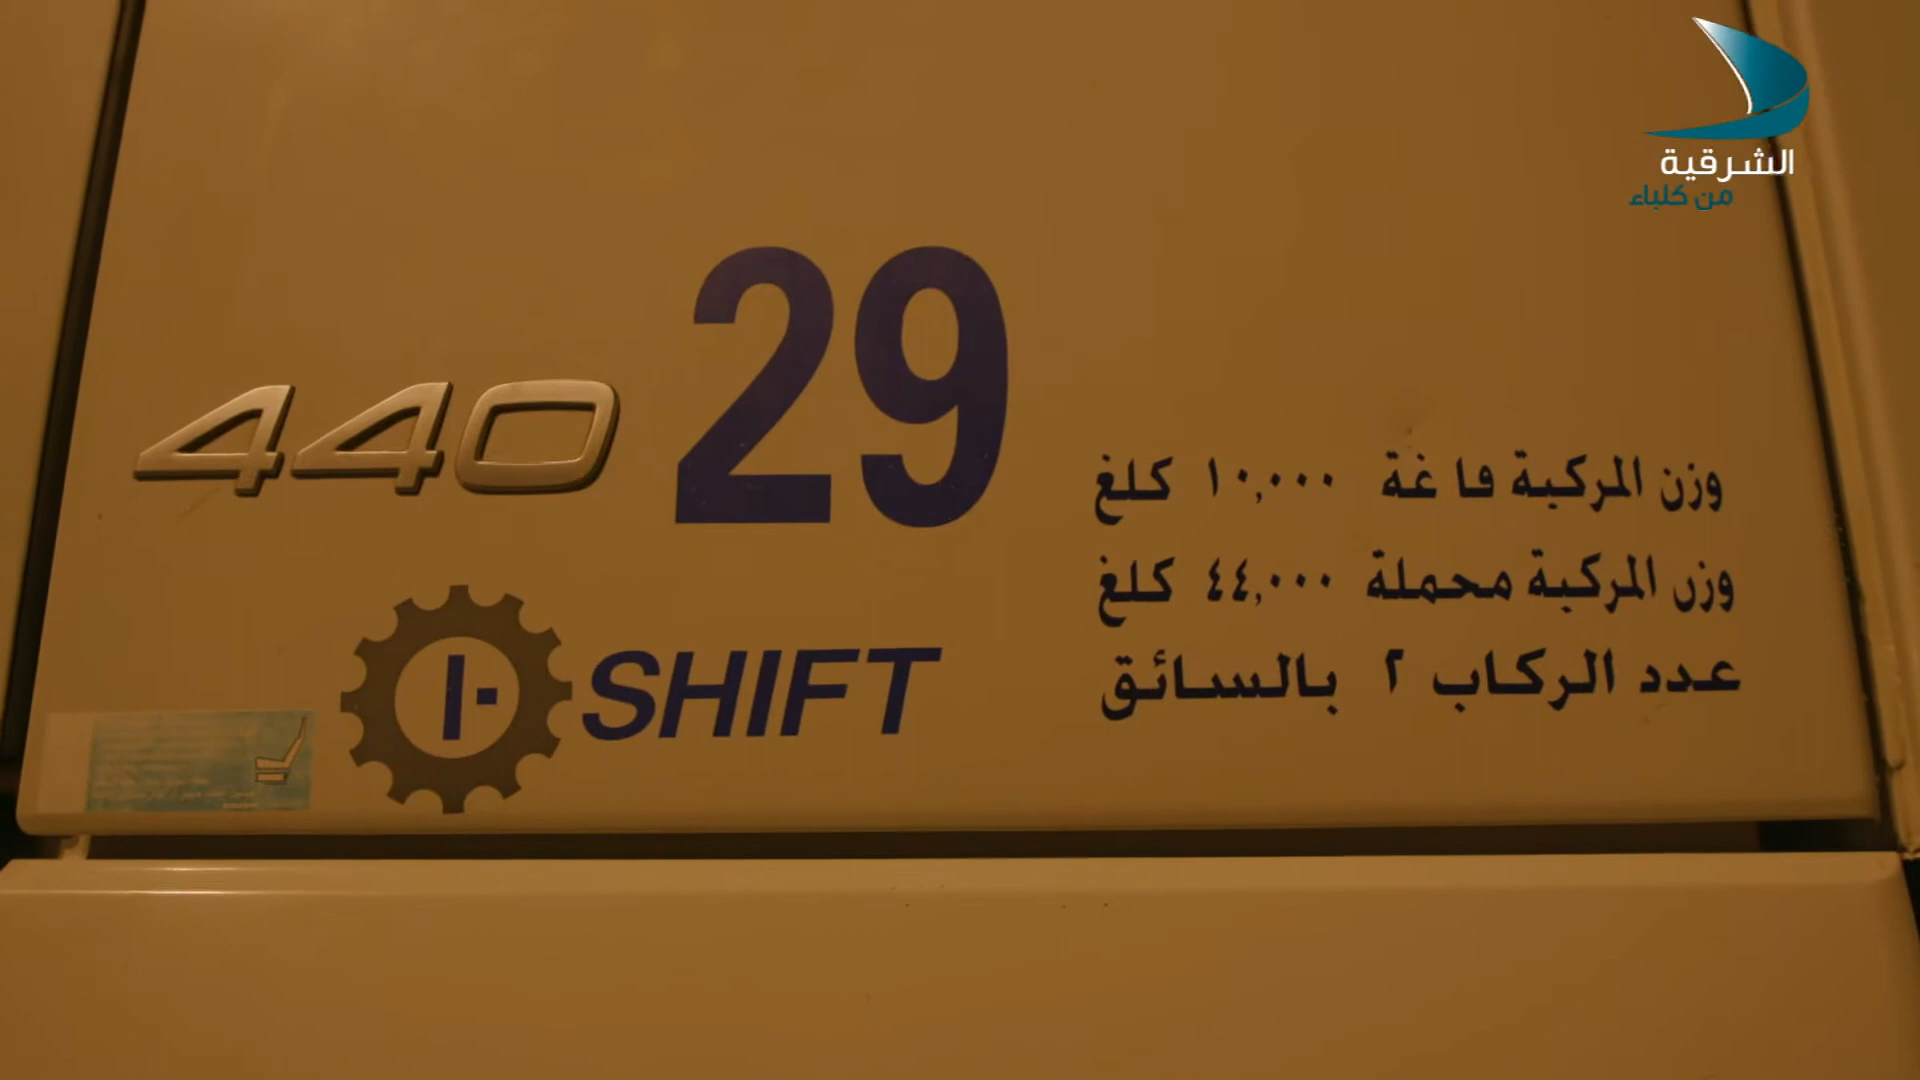 الشرقية
من كلباء
29
440
وزن المركبة فا غة ١٠,٠٠٠ كلغ
وزن المركبة محملة ٤٤,٠٠٠ كلغ
عدد الركاب ٢ بالسائق
I-SHIFT